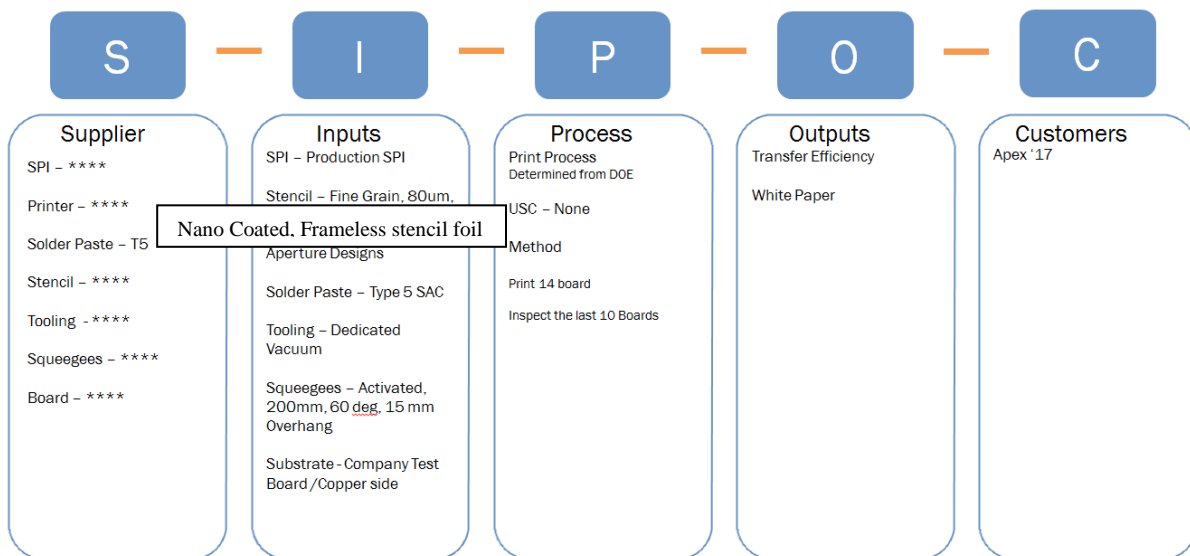 S
I
P
O
C
Supplier
SPI – ****
Printer – ****
Solder Paste – T5
Stencil – ****
Tooling - ****
Squeegees – ****
Board – ****
Inputs
SPI – Production SPI
Stencil – Fine Grain, 80um,
Nano Coated, Frameless stencil foil
Aperture Designs
Solder Paste – Type 5 SAC
Tooling – Dedicated
Vacuum
Squeegees – Activated,
200mm, 60 deg, 15 mm
Overhang
Substrate - Company Test
Board /Copper side
Process
Print Process
Determined from DOE
USC – None
Method
Print 14 board
Inspect the last 10 Boards
Outputs
Transfer Efficiency
White Paper
Customers
Apex ‘17